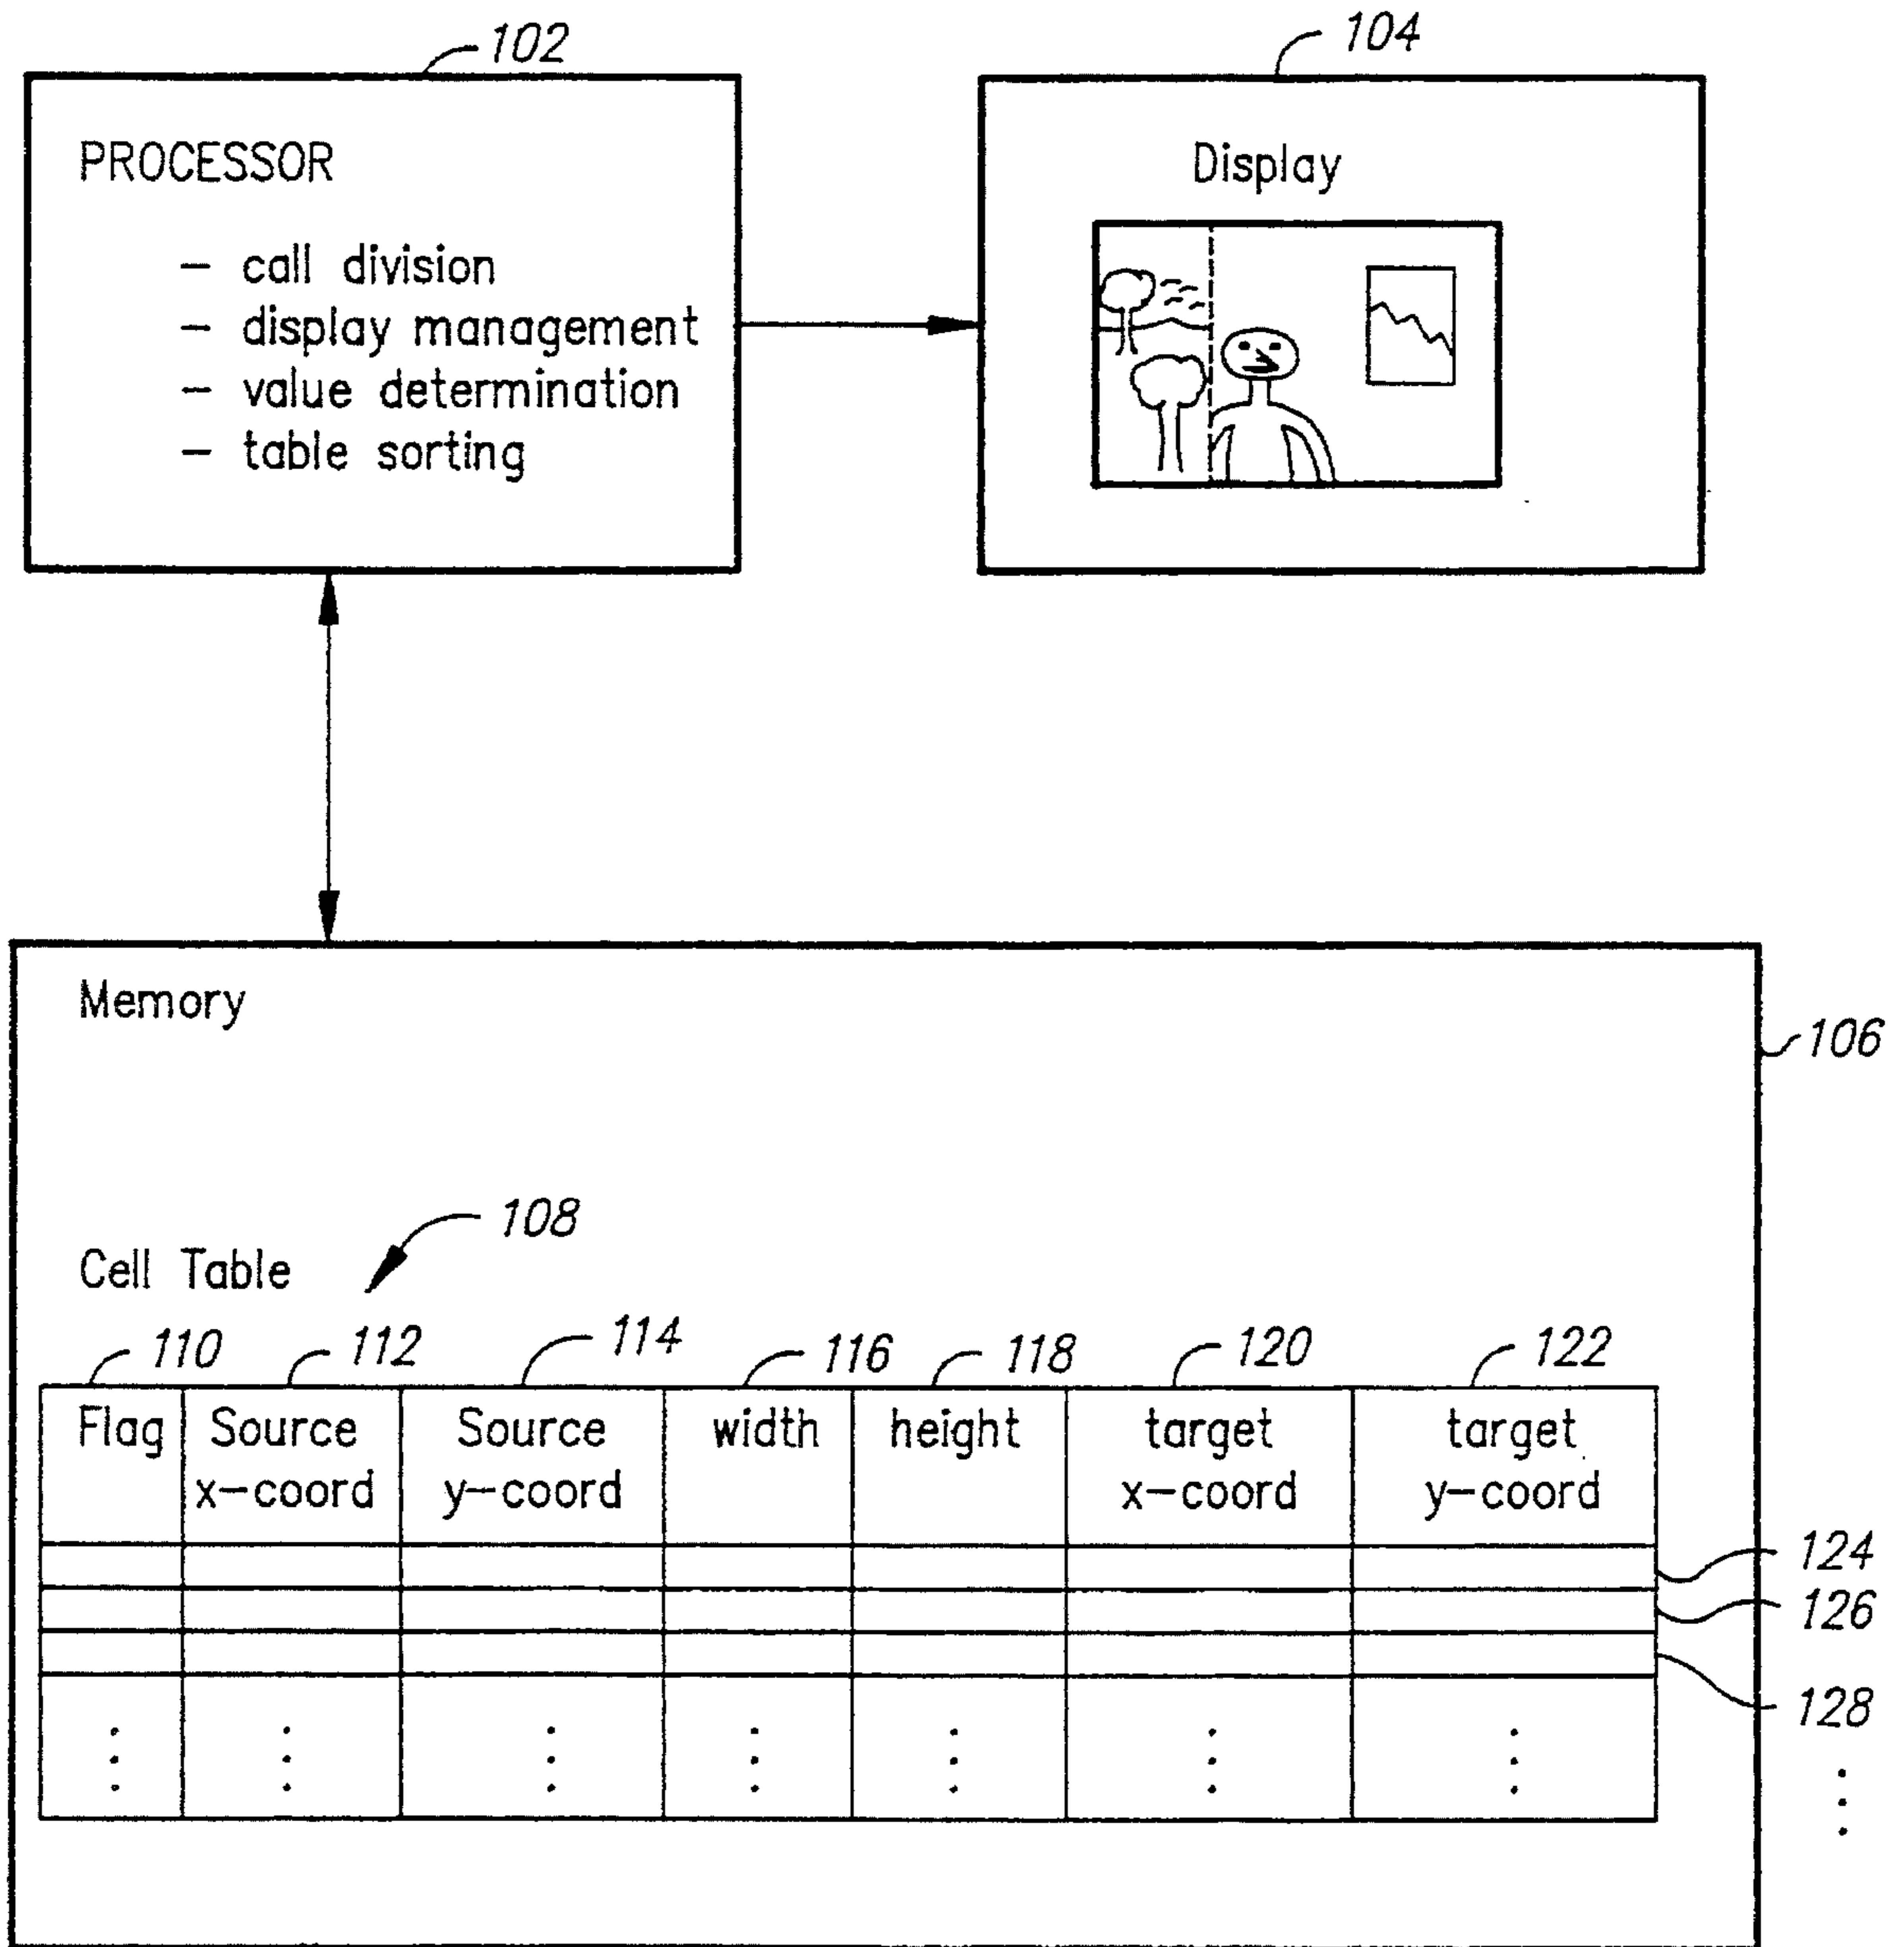 102
104
PROCESSOR
- call division
- display management
- value determination
- table sorting
Display
Memory
106
108
Cell Table
110 112 114 116 118 120 122
Flag Source Source width height target target
x-coord y-coord x-coord y-coord
124
126
128